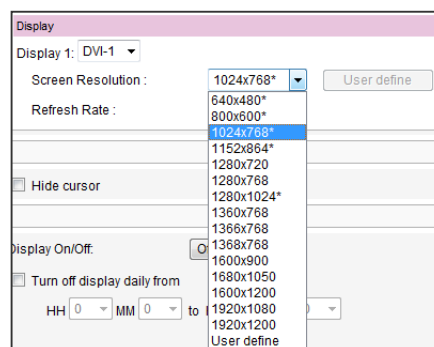 Display
Display 1: DVI-1
Screen Resolution : 1024x768* User define
Refresh Rate :
640x480*
800x600*
1024x768*
1152x864*
1280x720
1280x768
1280x1024*
1360x768
1366x768
1368x768
1600x900
1680x1050
1600x1200
1920x1080
1920x1200
User define
Hide cursor
Display On/Off:
Turn off display daily from
HH 0 MM 0 to